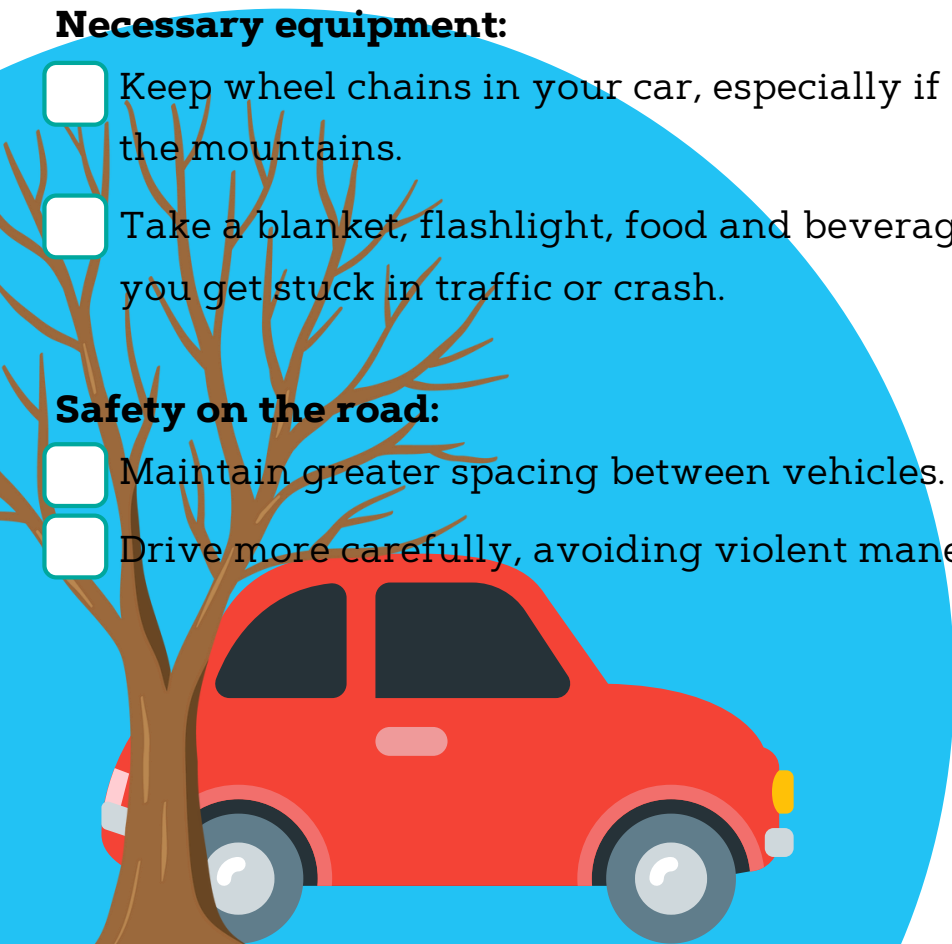 Necessary equipment:
Keep wheel chains in your car, especially if
the mountains.
Take a blanket, flashlight, food and
you get stuck in traffic or crash.
Safety on the road:
Maintain greater spacing between vehicles.
Drive more carefully, avoiding violent